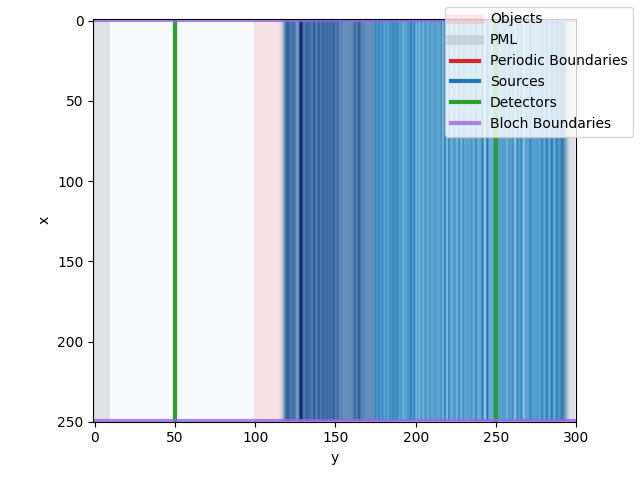 Objects
PML
Periodic Boundaries
Sources
Detectors
Bloch Boundaries
0
50
100
150
200
250
x
0 50 100 150 200 250 300
y